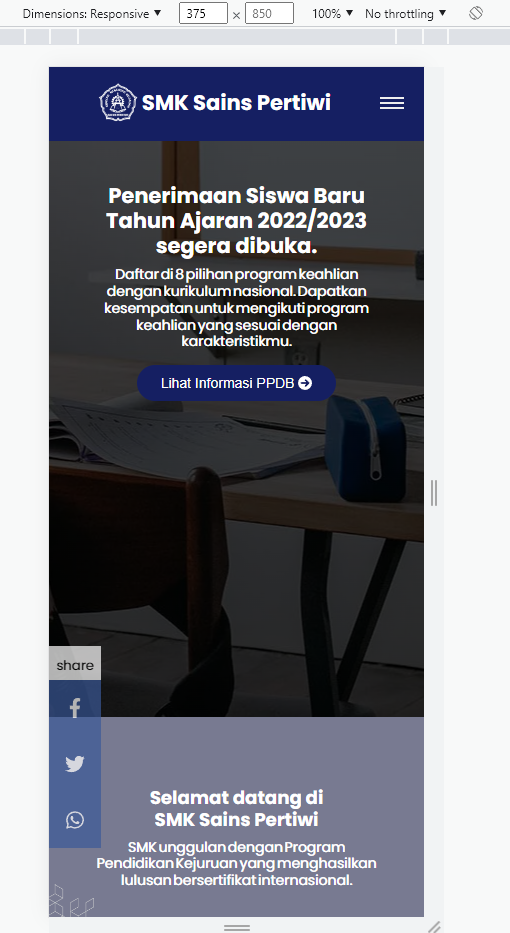 Dimensions: Responsive 375 × 850 100% No throttling
SMK Sains Pertiwi
Penerimaan Siswa Baru
Tahun Ajaran 2022/2023
segera dibuka.
Daftar di 8 pilihan program keahlian
dengan kurikulum nasional. Dapatkan
kesempatan untuk mengikuti program
keahlian yang sesuai dengan
karakteristikmu.
Lihat Informasi PPDB
share
Selamat datang di
SMK Sains Pertiwi
SMK unggulan dengan Program
Pendidikan Kejuruan yang menghasilkan
lulusan bersertifikat internasional.